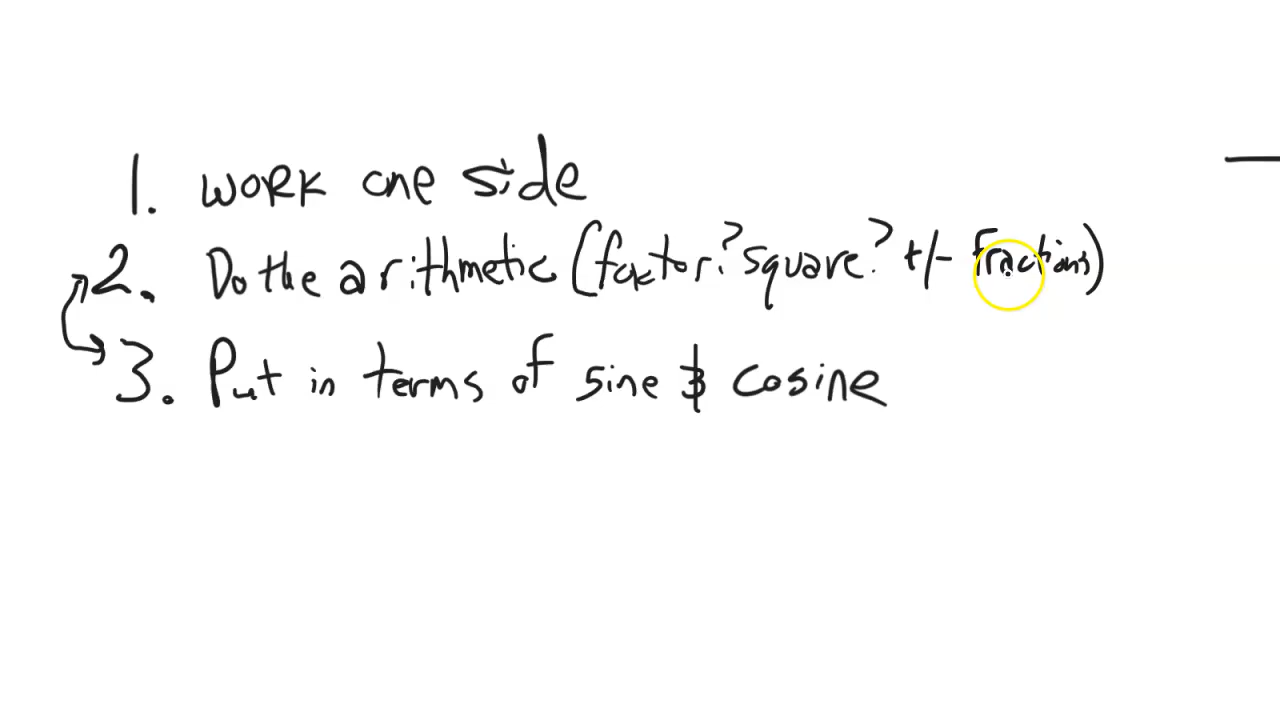 1. Work one side
2. Do the arithmetic (factor? square? +/- fractions)
3. Put in terms of sine & cosine